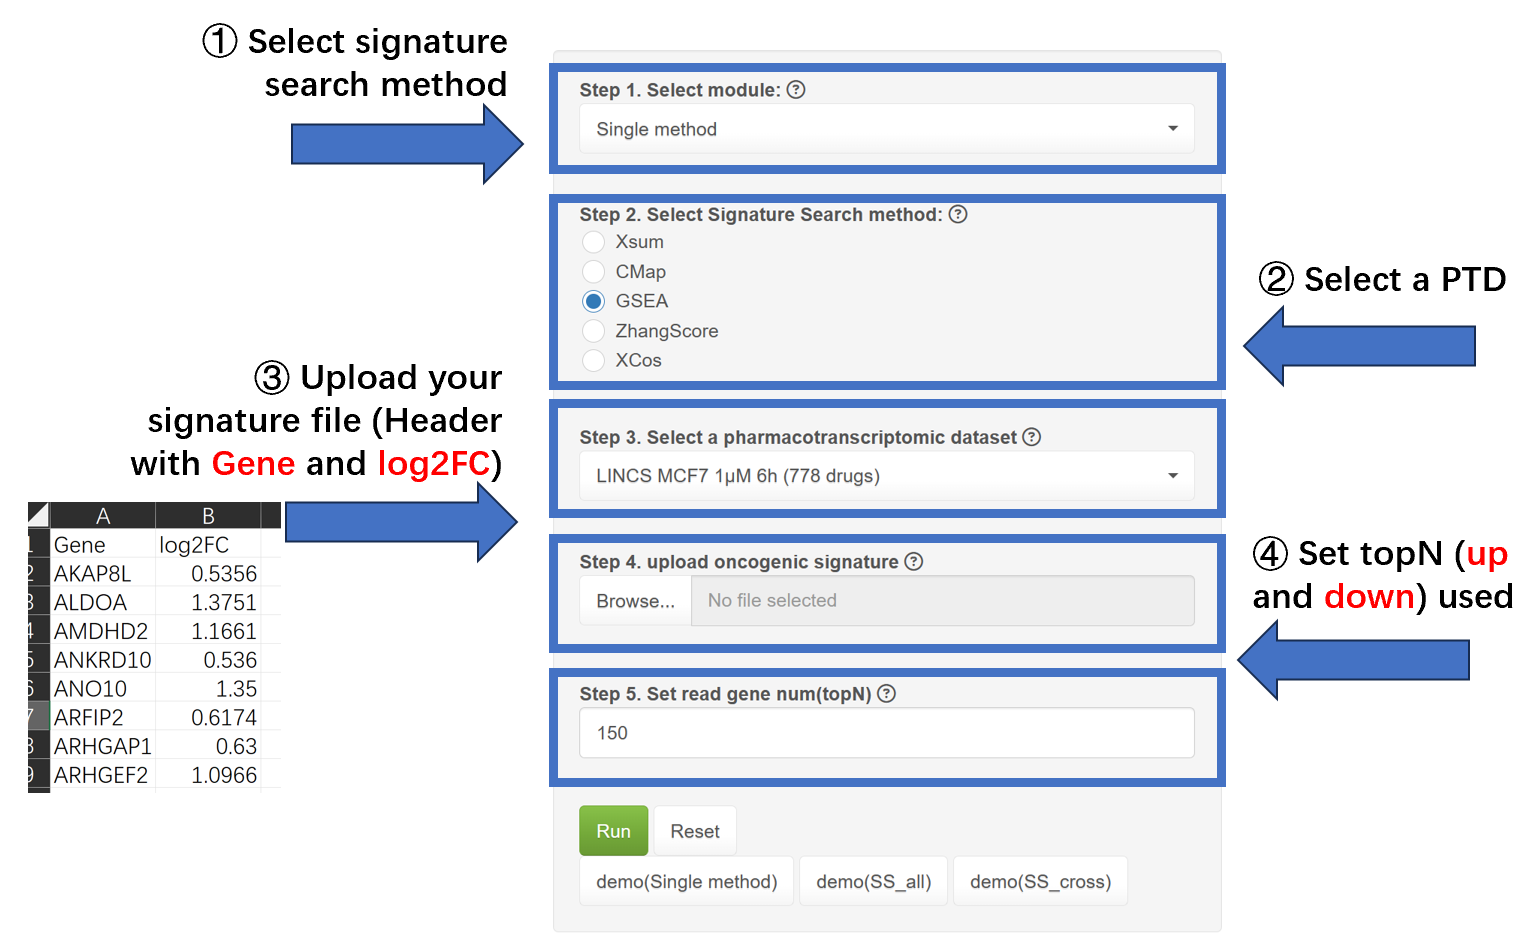 ① Select signature
search method
Step 1. Select module: ?
Single method
Step 2. Select Signature Search method: ?
Xsum
CMap
GSEA
ZhangScore
XCos
② Select a PTD
③ Upload your
signature file (Header
with Gene and log2FC)
Step 3. Select a pharmacotranscriptomic dataset ?
LINCS MCF7 1μM 6h (778 drugs)
A B
1 Gene log2FC
2 AKAP8L 0.5356
3 ALDOA 1.3751
4 AMDHD2 1.1661
5 ANKRD10 0.536
6 ANO10 1.35
7 ARFIP2 0.6174
8 ARHGAP1 0.63
9 ARHGEF2 1.0966
Step 4. upload oncogenic signature ?
Browse... No file selected
④ Set topN (up
and down) used
Step 5. Set read gene num(topN) ?
150
Run Reset
demo(Single method) demo(SS_all) demo(SS_cross)